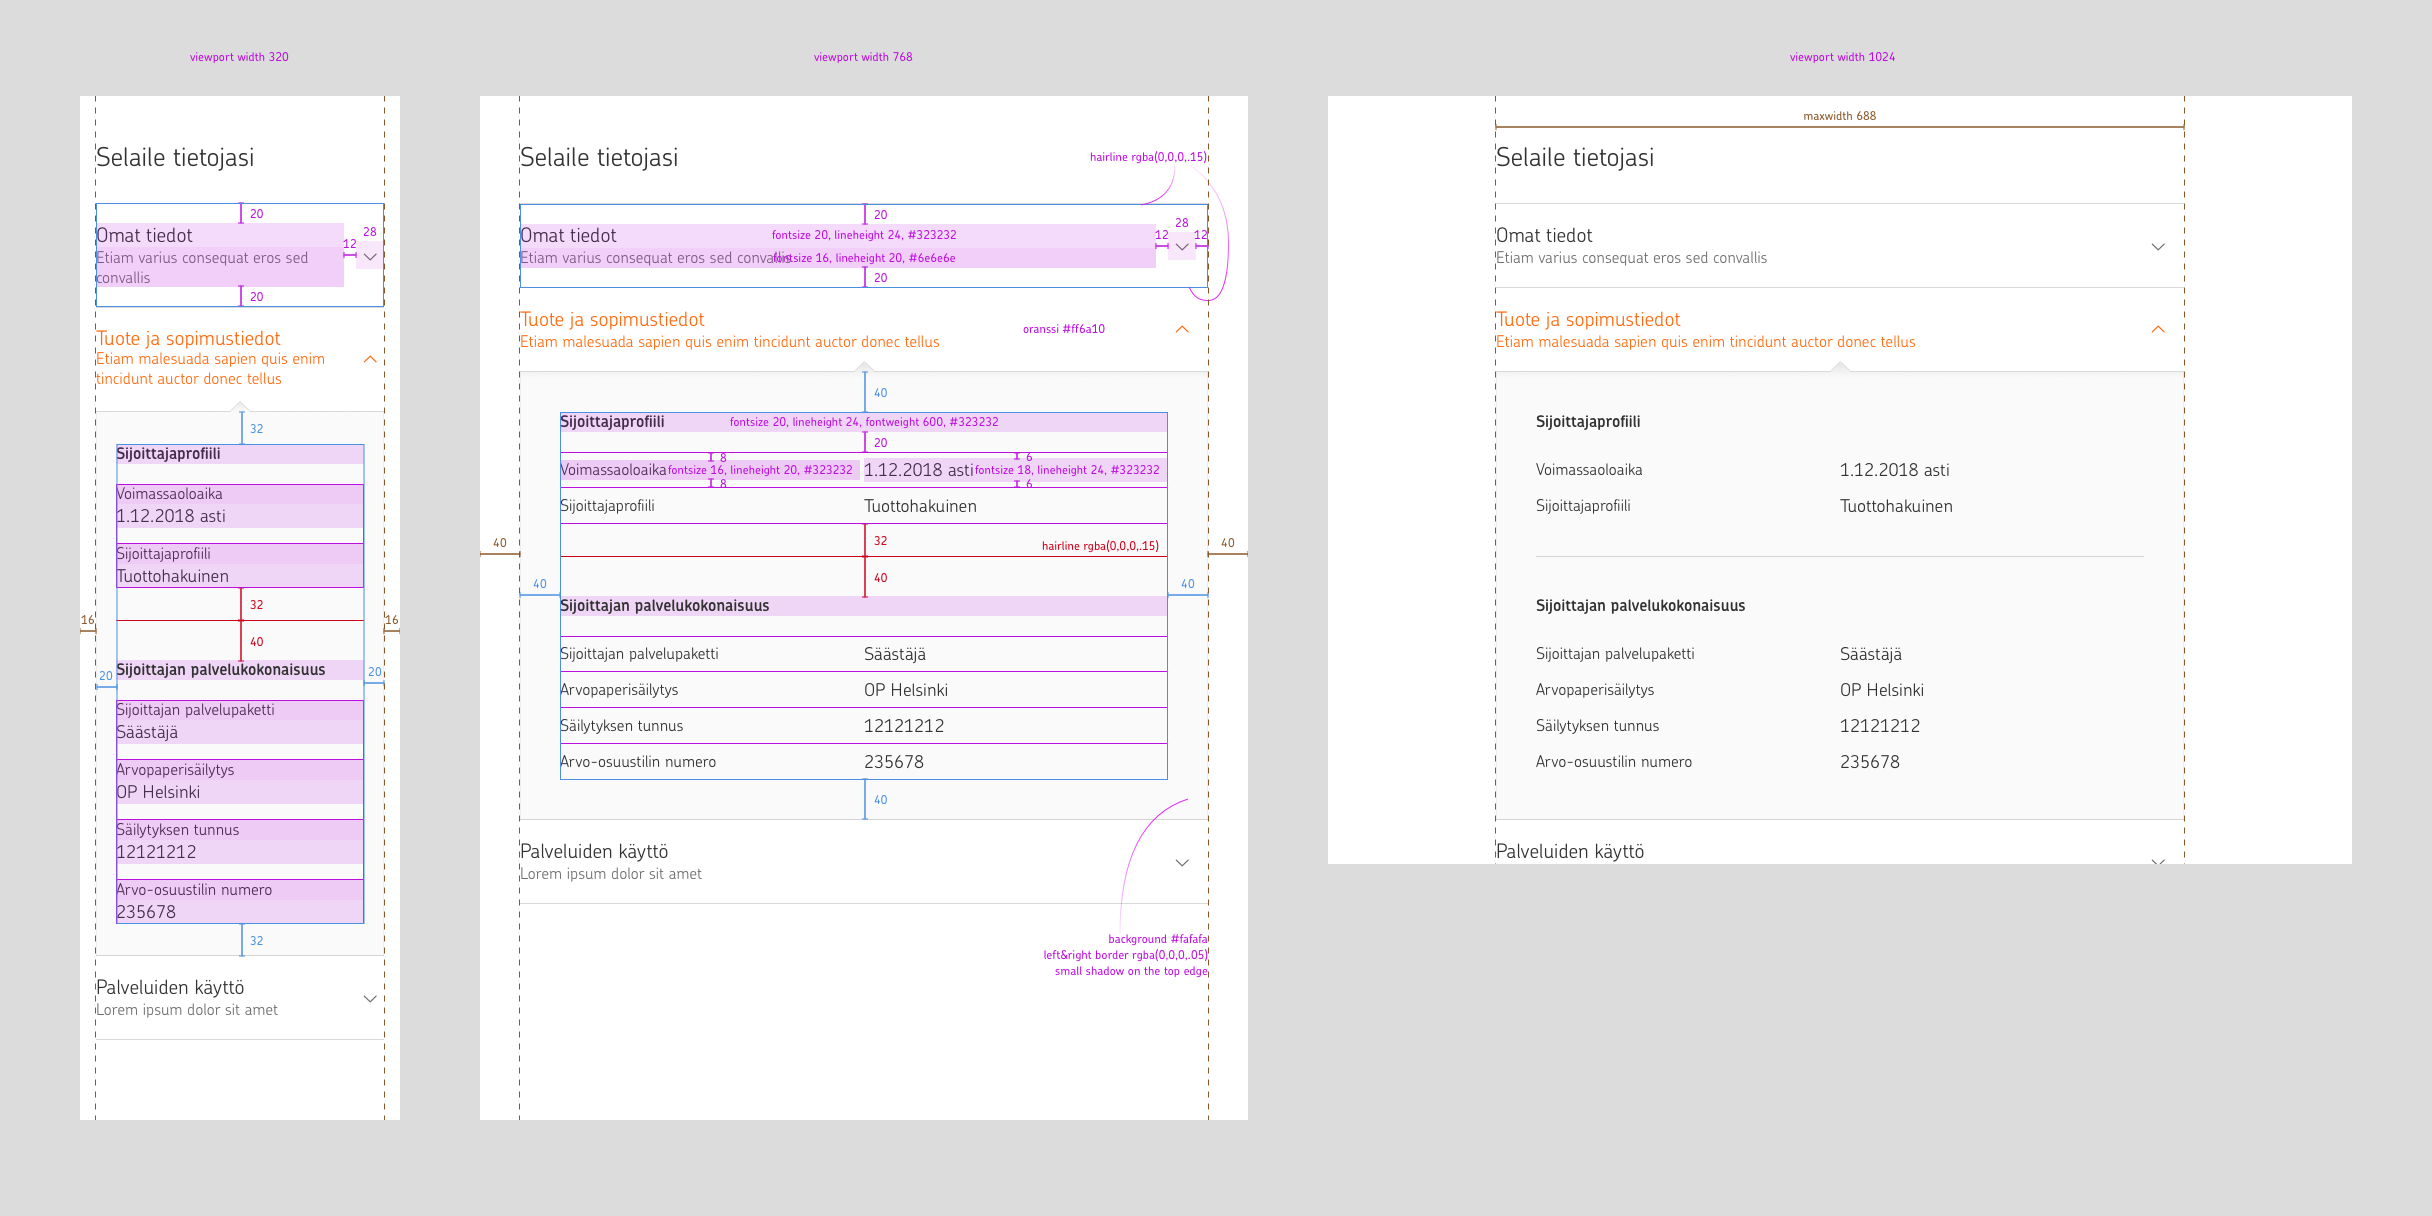 viewport width 320
Selaile tietojasi
20
Omat tiedot
28
12
Etiam varius consequat eros sed
convallis
20
Tuote ja sopimustiedot
Etiam malesuada sapien quis enim
tincidunt auctor donec tellus
32
Sijoittajaprofiili
Voimassaoloaika
1.12.2018 asti
Sijoittajaprofiili
Tuottohakuinen
32
16
16
40
Sijoittajan palvelukokonaisuus
20
20
Sijoittajan palvelupaketti
Säästäjä
Arvopaperisäilytys
OP Helsinki
Säilytyksen tunnus
12121212
Arvo-osuustilin numero
235678
32
Palveluiden käyttö
Lorem ipsum dolor sit amet
viewport width 768
Selaile tietojasi
hairline rgba(0,0,0,.15)
20
28
Omat tiedot
fontsize 20, lineheight 24, #323232
12
12
Etiam varius consequat eros sed convallis
fontsize 16, lineheight 20, #6e6e6e
20
Tuote ja sopimustiedot
oranssi #ff6a10
Etiam malesuada sapien quis enim tincidunt auctor donec tellus
40
Sijoittajaprofiili
fontsize 20, lineheight 24, fontweight 600, #323232
20
8
6
Voimassaoloaika
fontsize 16, lineheight 20, #323232
1.12.2018 asti
fontsize 18, lineheight 24, #323232
8
6
Sijoittajaprofiili
Tuottohakuinen
32
hairline rgba(0,0,0,.15)
40
40
40
40
40
Sijoittajan palvelukokonaisuus
Sijoittajan palvelupaketti
Säästäjä
Arvopaperisäilytys
OP Helsinki
Säilytyksen tunnus
12121212
Arvo-osuustilin numero
235678
40
Palveluiden käyttö
Lorem ipsum dolor sit amet
background #fafafa
left&right border rgba(0,0,0,.05)
small shadow on the top edge
viewport width 1024
maxwidth 688
Selaile tietojasi
Omat tiedot
Etiam varius consequat eros sed convallis
Tuote ja sopimustiedot
Etiam malesuada sapien quis enim tincidunt auctor donec tellus
Sijoittajaprofiili
Voimassaoloaika
1.12.2018 asti
Sijoittajaprofiili
Tuottohakuinen
Sijoittajan palvelukokonaisuus
Sijoittajan palvelupaketti
Säästäjä
Arvopaperisäilytys
OP Helsinki
Säilytyksen tunnus
12121212
Arvo-osuustilin numero
235678
Palveluiden käyttö